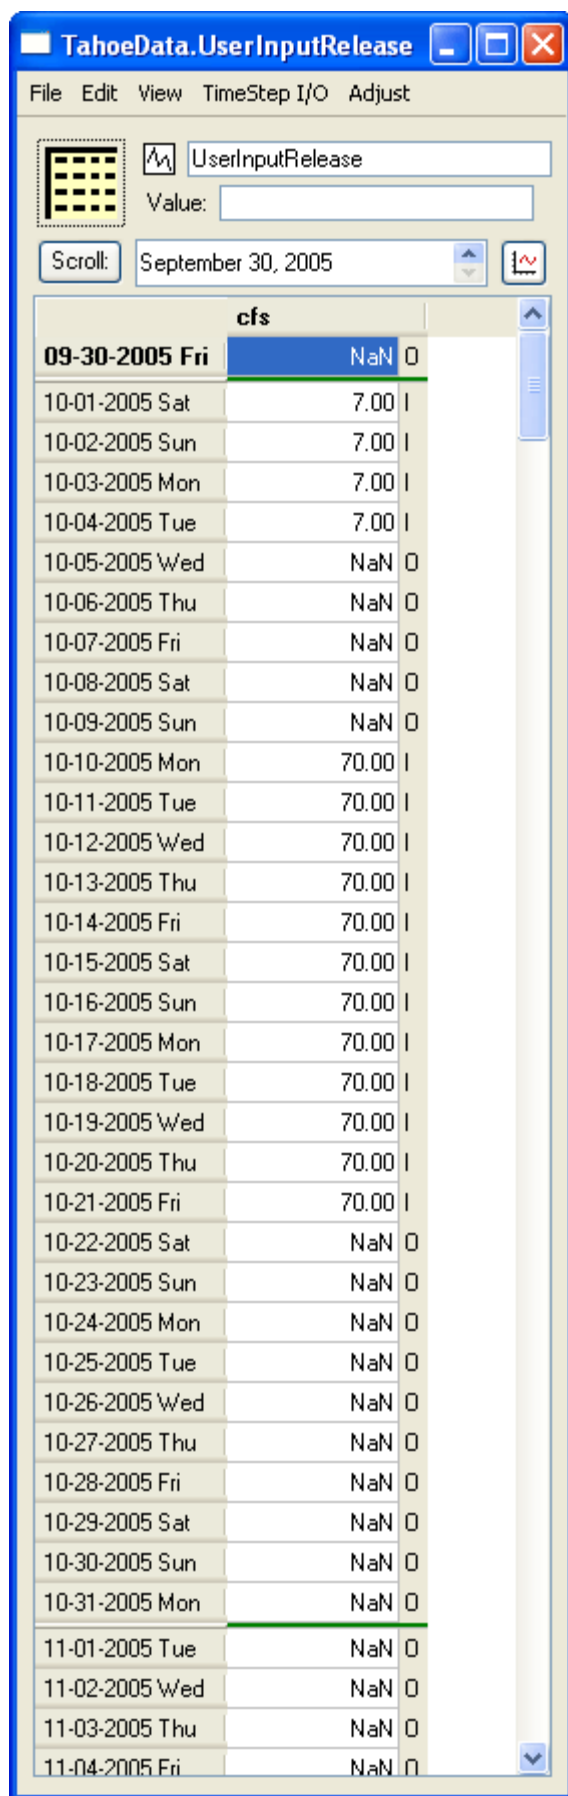 TahoeData.UserInputRelease
File Edit View TimeStep I/O Adjust
UserInputRelease
Value:
Scroll: September 30, 2005
cfs
09-30-2005 Fri NaN O
10-01-2005 Sat 7.00 I
10-02-2005 Sun 7.00 I
10-03-2005 Mon 7.00 I
10-04-2005 Tue 7.00 I
10-05-2005 Wed NaN O
10-06-2005 Thu NaN O
10-07-2005 Fri NaN O
10-08-2005 Sat NaN O
10-09-2005 Sun NaN O
10-10-2005 Mon 70.00 I
10-11-2005 Tue 70.00 I
10-12-2005 Wed 70.00 I
10-13-2005 Thu 70.00 I
10-14-2005 Fri 70.00 I
10-15-2005 Sat 70.00 I
10-16-2005 Sun 70.00 I
10-17-2005 Mon 70.00 I
10-18-2005 Tue 70.00 I
10-19-2005 Wed 70.00 I
10-20-2005 Thu 70.00 I
10-21-2005 Fri 70.00 I
10-22-2005 Sat NaN O
10-23-2005 Sun NaN O
10-24-2005 Mon NaN O
10-25-2005 Tue NaN O
10-26-2005 Wed NaN O
10-27-2005 Thu NaN O
10-28-2005 Fri NaN O
10-29-2005 Sat NaN O
10-30-2005 Sun NaN O
10-31-2005 Mon NaN O
11-01-2005 Tue NaN O
11-02-2005 Wed NaN O
11-03-2005 Thu NaN O
11-04-2005 Fri NaN O